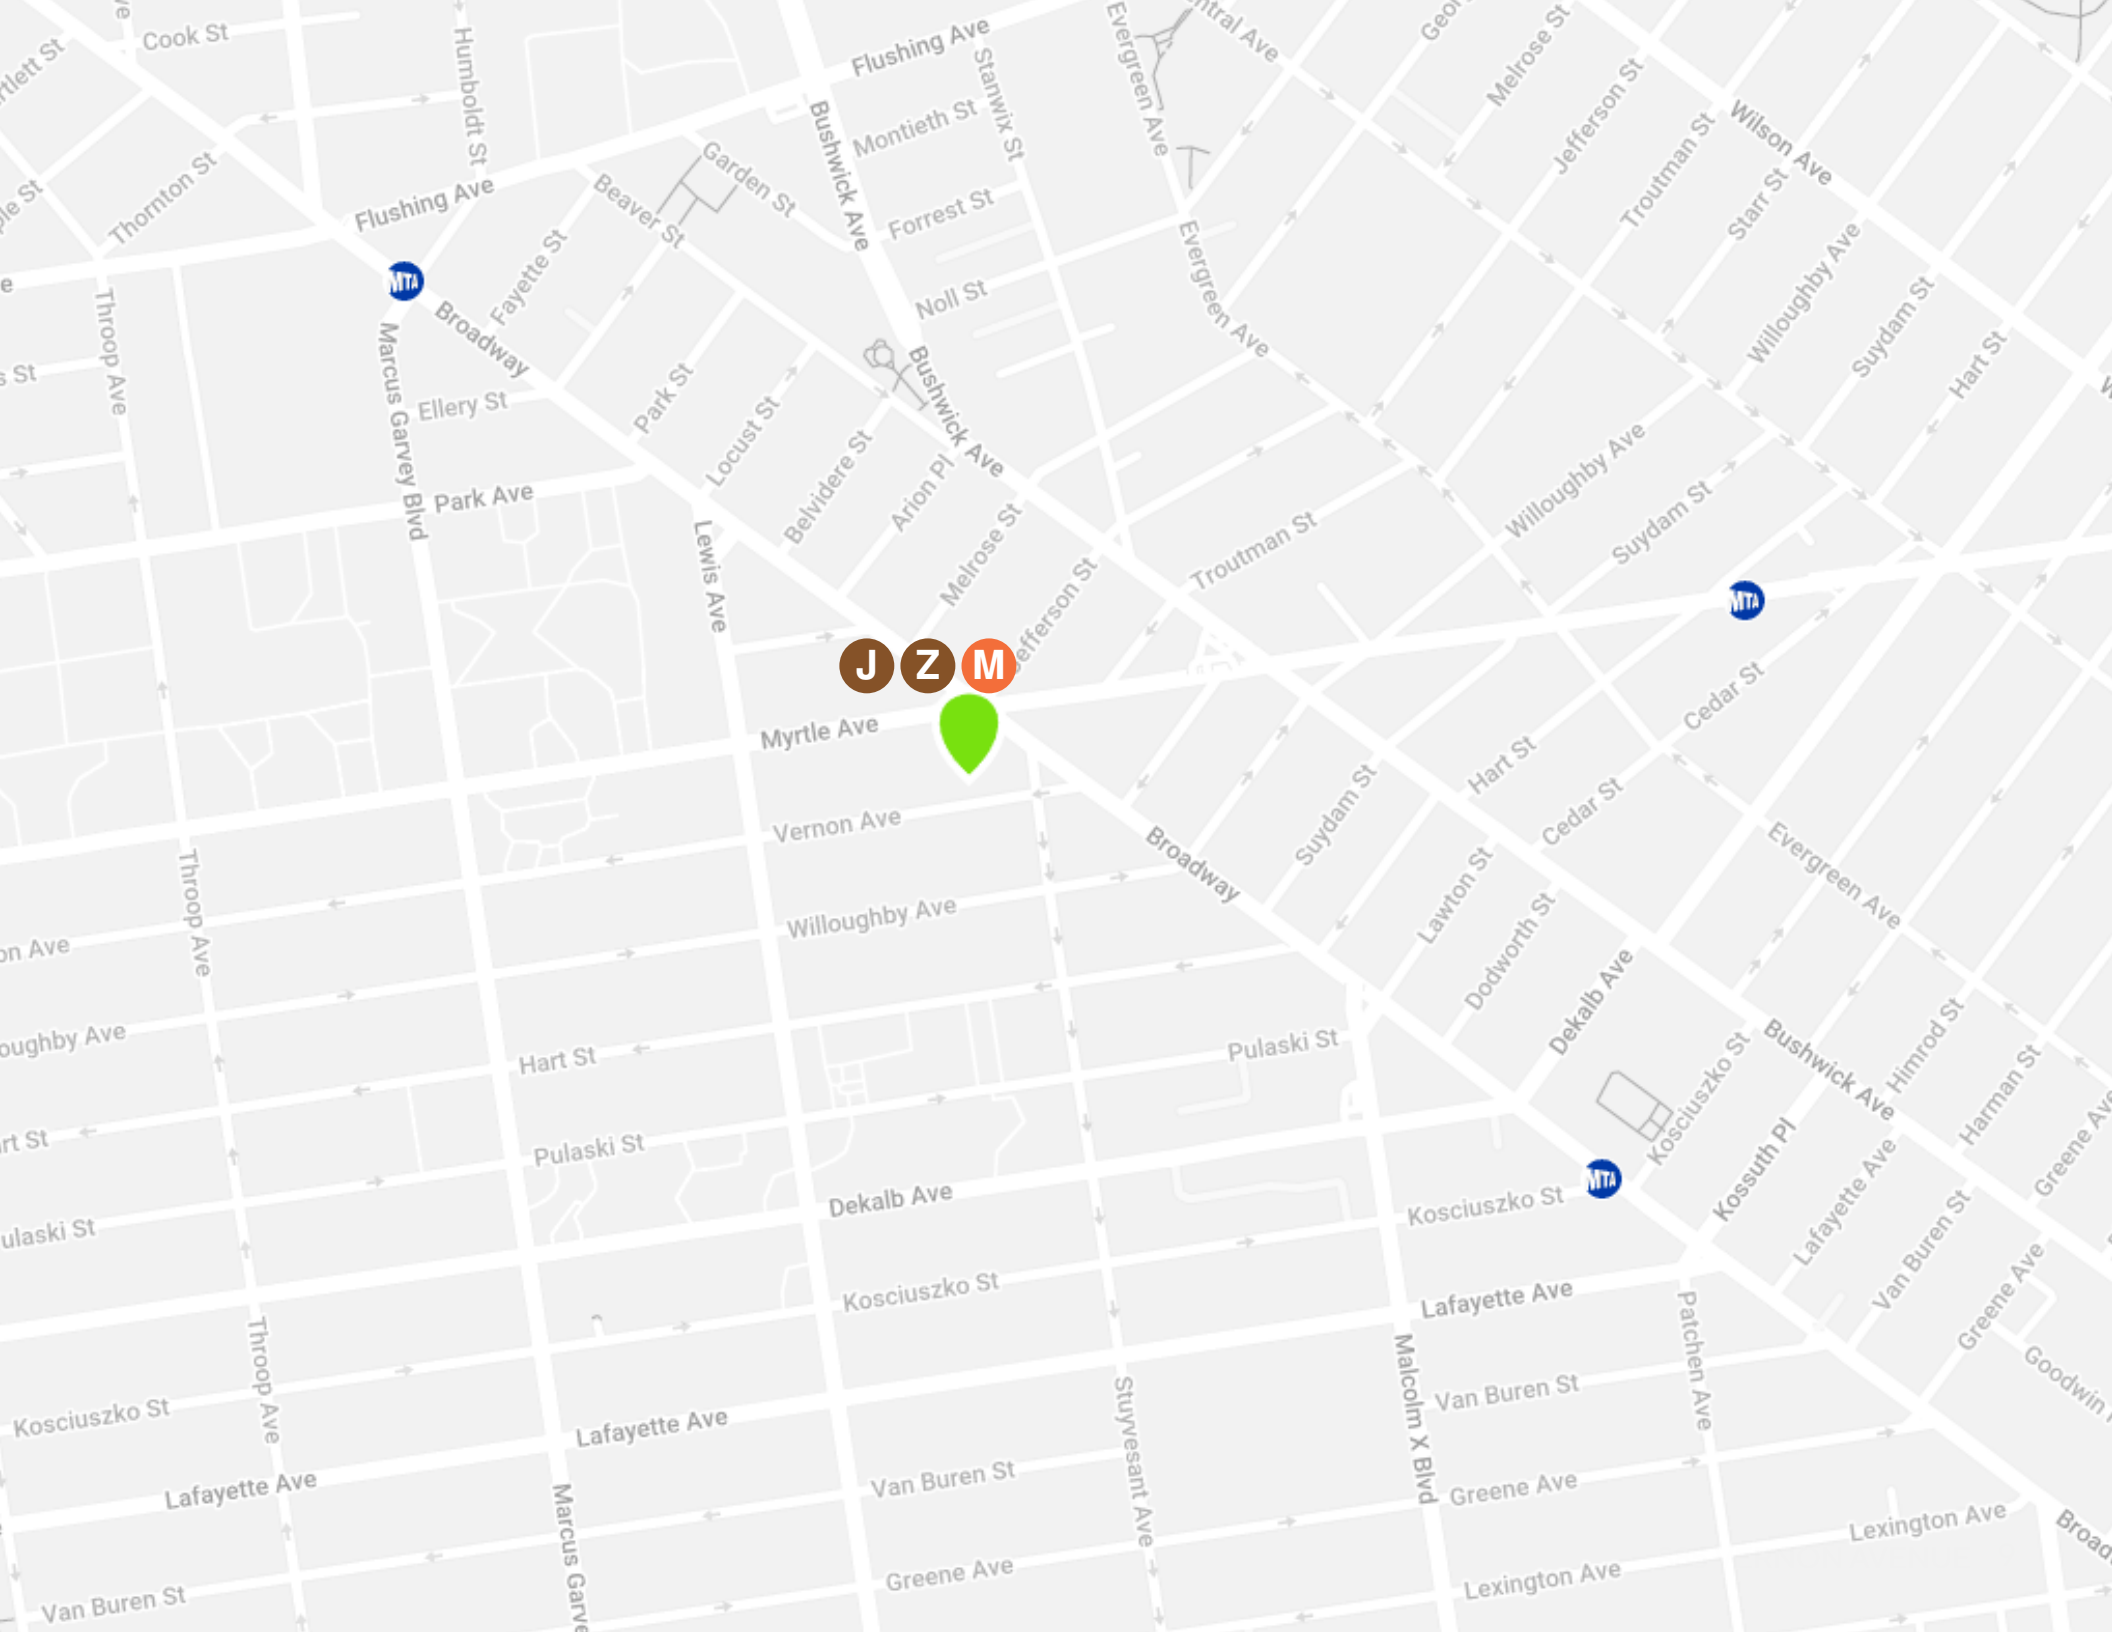 Cook St
Humboldt St
Flushing Ave
Stanwix St
Evergreen Ave
Melrose St
Jefferson St
Wilson Ave
Montieth St
Bushwick Ave
Troutman St
Thornton St
Garden St
Starr St
Flushing Ave
Beaver St
Forrest St
Willoughby Ave
Fayette St
Evergreen Ave
MTA
Noll St
Suydam St
Throop Ave
Broadway
Marcus Garvey Blvd
Hart St
Park St
Ellery St
Bushwick Ave
Locust St
Willoughby Ave
Belvidere St
Arion Pl
Park Ave
Suydam St
Melrose St
Troutman St
Lewis Ave
MTA
J
Z
M
Cedar St
Myrtle Ave
Hart St
Suydam St
Vernon Ave
Cedar St
Broadway
Evergreen Ave
Throop Ave
Willoughby Ave
Lawton St
Dodworth St
Dekalb Ave
Pulaski St
Hart St
Bushwick Ave
Himrod St
Kosciuszko St
Harman St
Pulaski St
Kossuth Pl
MTA
Lafayette Ave
Greene Ave
Dekalb Ave
Kosciuszko St
Van Buren St
Kosciuszko St
Lafayette Ave
Greene Ave
Patchen Ave
Throop Ave
Malcolm X Blvd
Goodwin
Van Buren St
Stuyvesant Ave
Kosciuszko St
Lafayette Ave
Van Buren St
Lafayette Ave
Greene Ave
Marcus
Lexington Ave
Greene Ave
Lexington Ave
Van Buren St